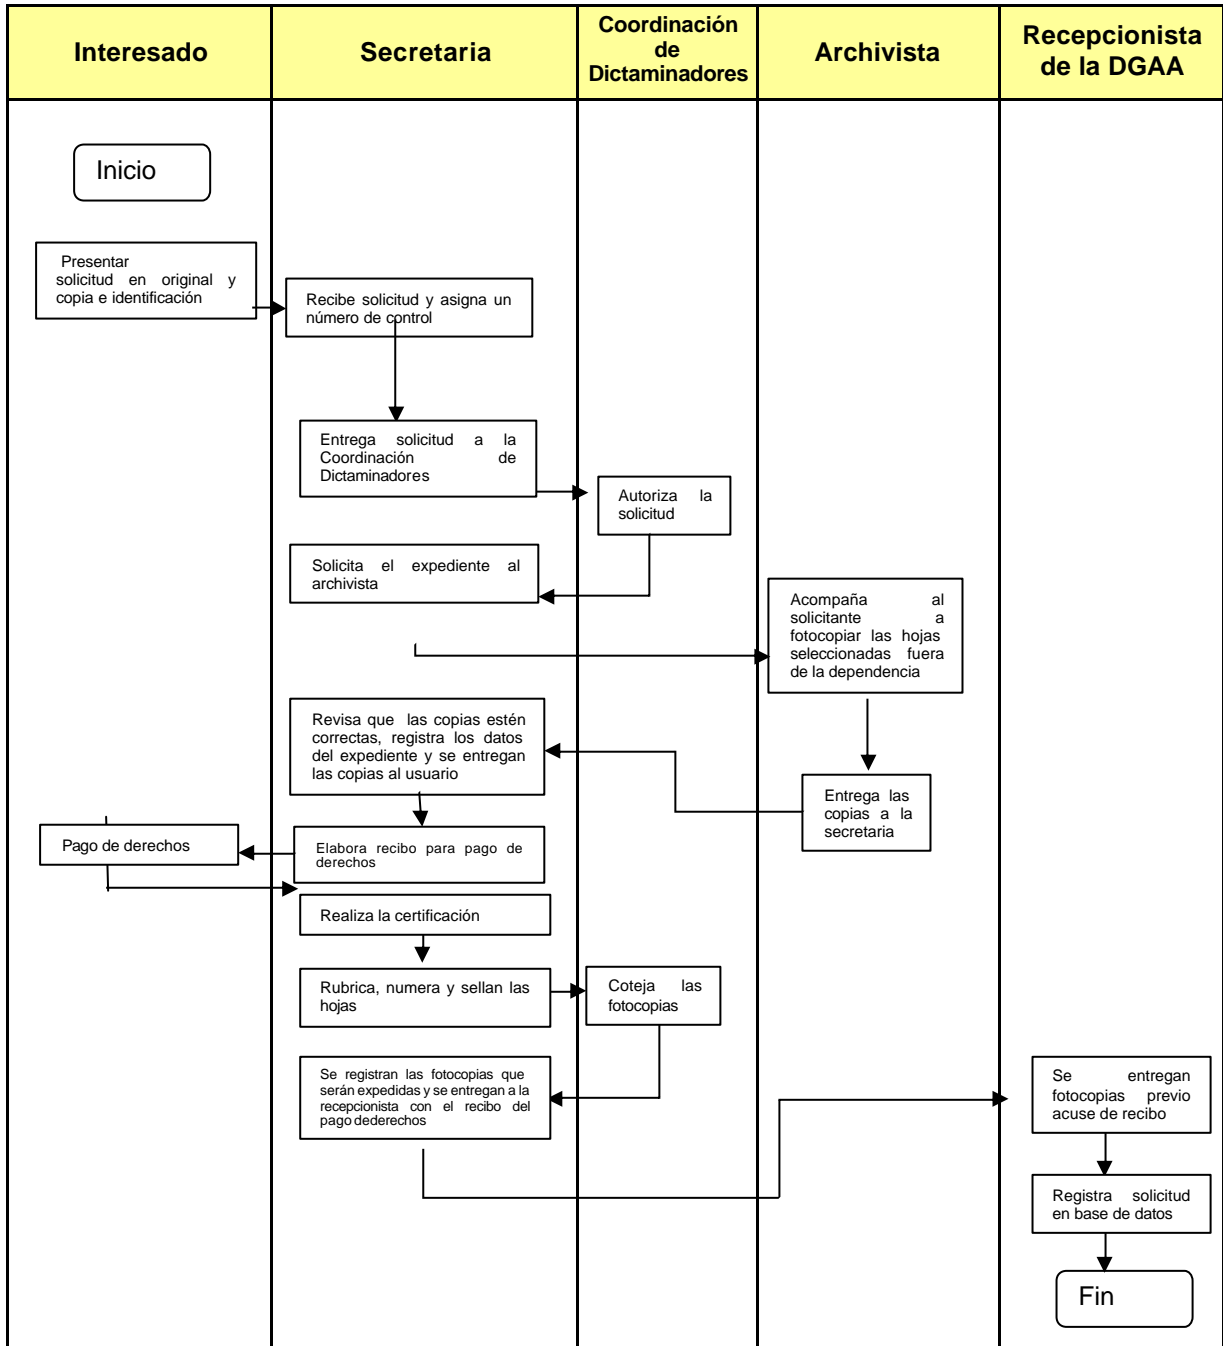 Interesado
Secretaria
Coordinación
de
Dictaminadores
Archivista
Recepcionista
de la DGAA
Inicio
Presentar
solicitud en original y
copia e identificación
Recibe solicitud y asigna un
número de control
Entrega solicitud a la
Coordinación de
Dictaminadores
Autoriza la
solicitud
Solicita el expediente al
archivista
Acompaña al
solicitante a
fotocopiar las hojas
seleccionadas fuera
de la dependencia
Revisa que las copias estén
correctas, registra los datos
del expediente y se entregan
las copias al usuario
Entrega las
copias a la
secretaria
Pago de derechos
Elabora recibo para pago de
derechos
Realiza la certificación
Rubrica, numera y sellan las
hojas
Coteja las
fotocopias
Se registran las fotocopias que
serán expedidas y se entregan a la
recepcionista con el recibo del
pago dederechos
Se entregan
fotocopias previo
acuse de recibo
Registra solicitud
en base de datos
Fin